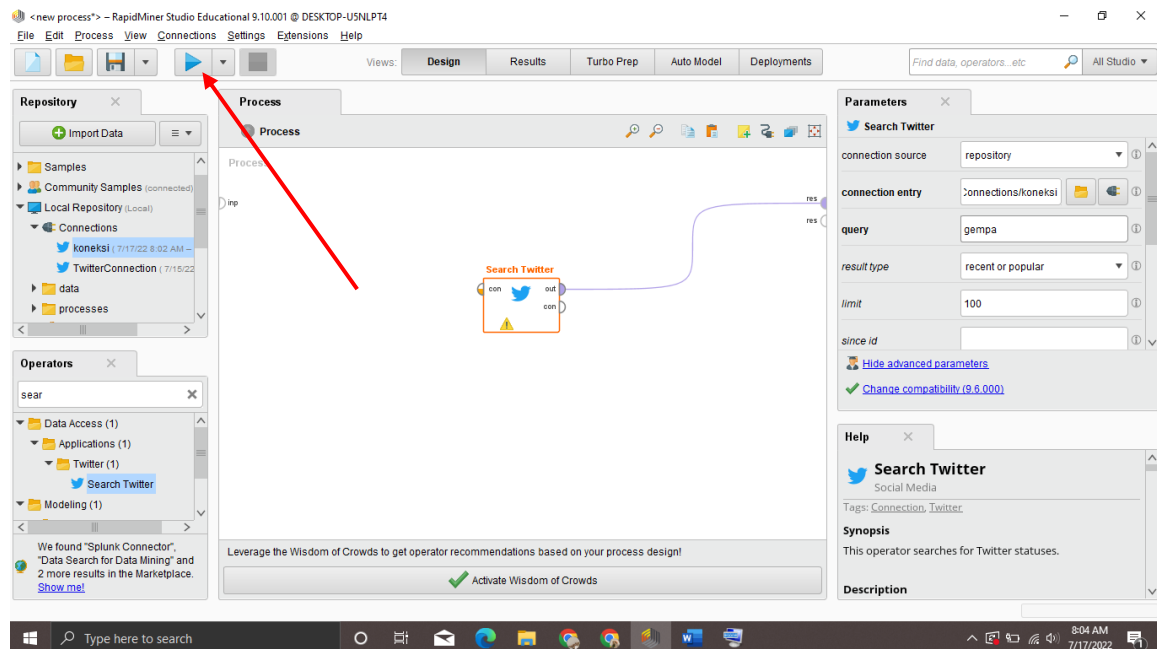 <new process*> – RapidMiner Studio Educational 9.10.001 @ DESKTOP-U5NLPT4
File Edit Process View Connections Settings Extensions Help
Views: Design Results Turbo Prep Auto Model Deployments
Find data, operators...etc
All Studio
Repository
Import Data
Samples
Community Samples (connected)
Local Repository (Local)
Connections
koneksi (7/17/22 8:02 AM –
TwitterConnection (7/15/22
data
processes
Operators
sear
Data Access (1)
Applications (1)
Twitter (1)
Search Twitter
Modeling (1)
We found "Splunk Connector",
"Data Search for Data Mining" and
2 more results in the Marketplace.
Show me!
Process
Process
Process
inp
res
res
Search Twitter
con out
con
Leverage the Wisdom of Crowds to get operator recommendations based on your process design!
Activate Wisdom of Crowds
Parameters
Search Twitter
connection source repository
connection entry Connections/koneksi
query gempa
result type recent or popular
limit 100
since id
Hide advanced parameters
Change compatibility (9.6.000)
Help
Search Twitter
Social Media
Tags: Connection, Twitter
Synopsis
This operator searches for Twitter statuses.
Description
Type here to search
8:04 AM
7/17/2022
1